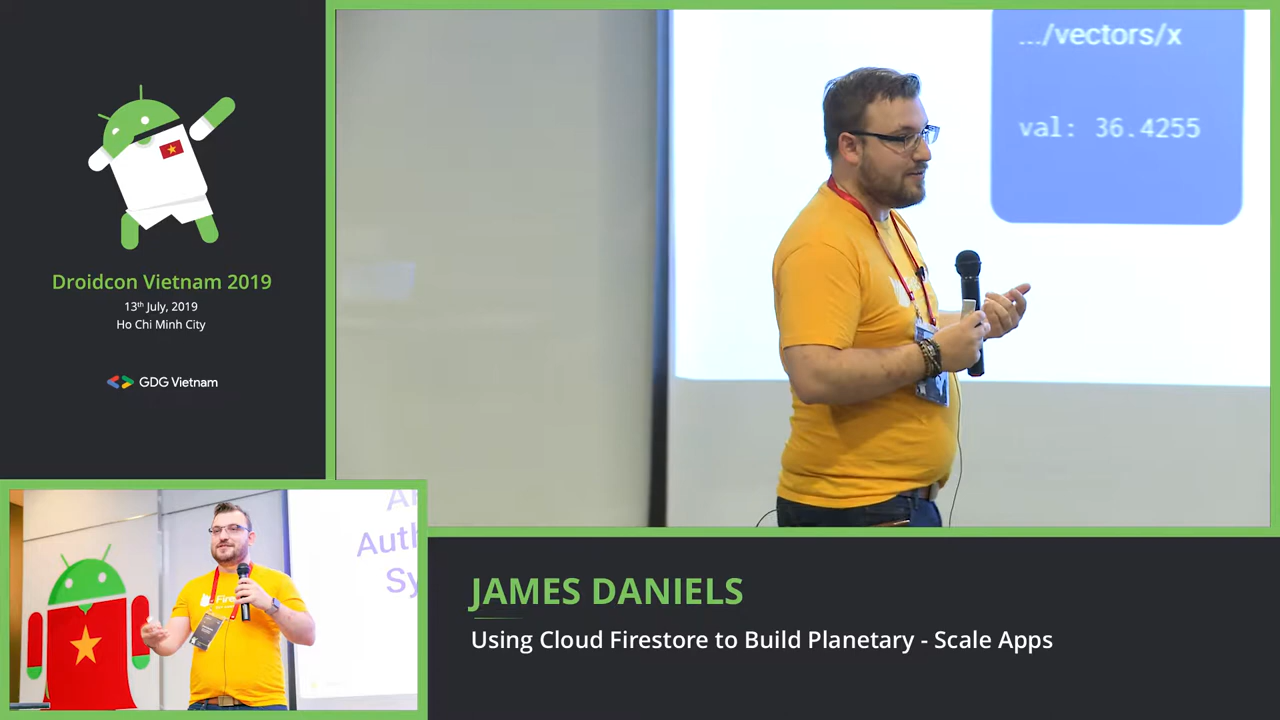 Droidcon Vietnam 2019
13th July, 2019
Ho Chi Minh City
GDG Vietnam
.../vectors/x
val: 36.4255
Auth
Sy
Fire
JAMES DANIELS
Using Cloud Firestore to Build Planetary - Scale Apps